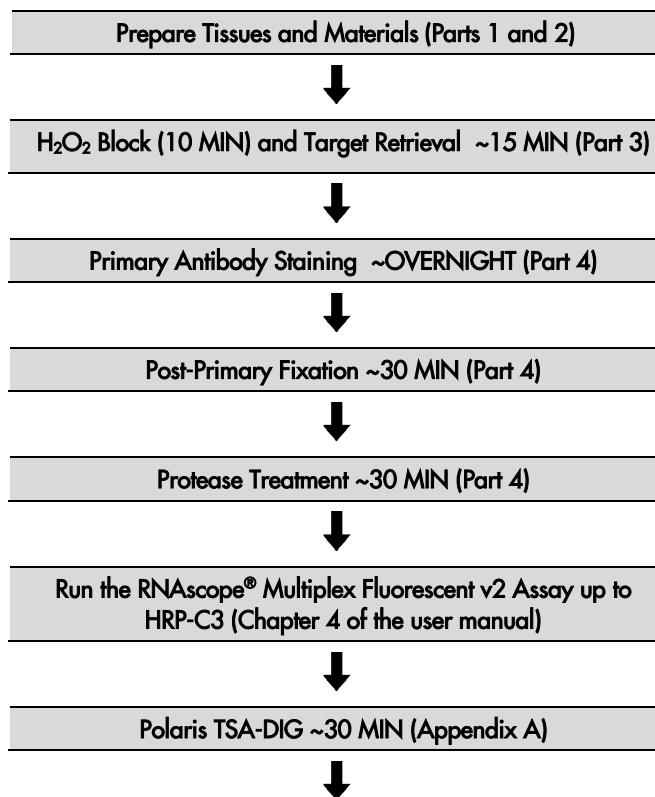 Prepare Tissues and Materials (Parts 1 and 2)
H₂O₂ Block (10 MIN) and Target Retrieval ~15 MIN (Part 3)
Primary Antibody Staining ~OVERNIGHT (Part 4)
Post-Primary Fixation ~30 MIN (Part 4)
Protease Treatment ~30 MIN (Part 4)
Run the RNAscope® Multiplex Fluorescent v2 Assay up to
HRP-C3 (Chapter 4 of the user manual)
Polaris TSA-DIG ~30 MIN (Appendix A)